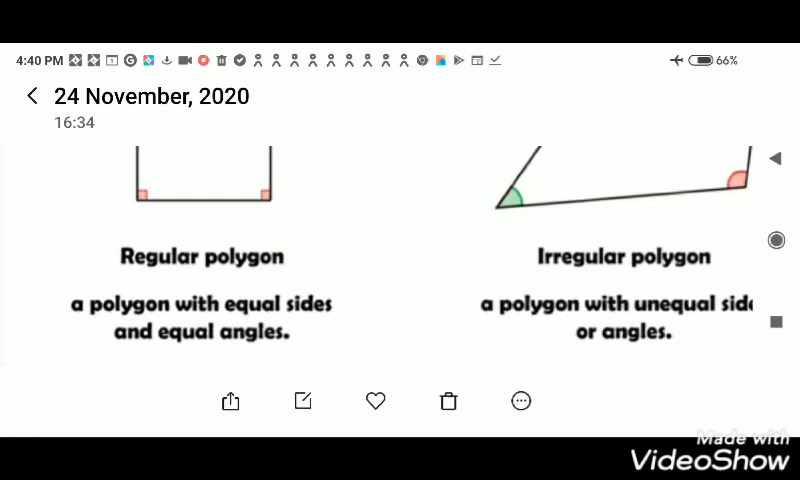 4:40 PM
66%
24 November, 2020
16:34
Regular polygon
Irregular polygon
a polygon with equal sides
and equal angles.
a polygon with unequal side
or angles.
Made with
VideoShow